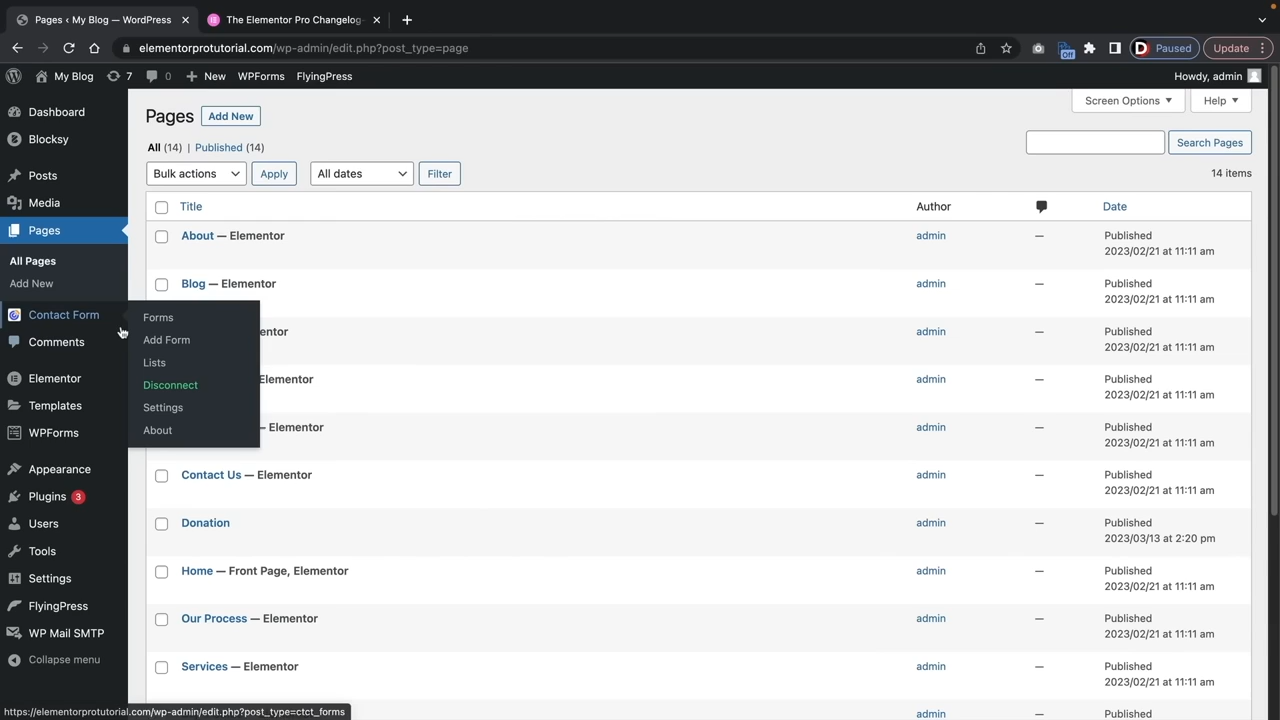 Pages ‹ My Blog — WordPress
The Elementor Pro Changelog
elementorprotutorial.com/wp-admin/edit.php?post_type=page
Off
Paused
Update
My Blog
7
0
New
WPForms
FlyingPress
Howdy, admin
Dashboard
Blocksy
Posts
Media
Pages
All Pages
Add New
Contact Form
Comments
Elementor
Templates
WPForms
Appearance
Plugins 3
Users
Tools
Settings
FlyingPress
WP Mail SMTP
Collapse menu
Forms
Add Form
Lists
Disconnect
Settings
About
Pages
Add New
Screen Options
Help
All (14) | Published (14)
Search Pages
Bulk actions
Apply
All dates
Filter
14 items
Title
Author
Date
About — Elementor
admin
—
Published
2023/02/21 at 11:11 am
Blog — Elementor
admin
—
Published
2023/02/21 at 11:11 am
entor
admin
—
Published
2023/02/21 at 11:11 am
Elementor
admin
—
Published
2023/02/21 at 11:11 am
— Elementor
admin
—
Published
2023/02/21 at 11:11 am
Contact Us — Elementor
admin
—
Published
2023/02/21 at 11:11 am
Donation
admin
—
Published
2023/03/13 at 2:20 pm
Home — Front Page, Elementor
admin
—
Published
2023/02/21 at 11:11 am
Our Process — Elementor
admin
—
Published
2023/02/21 at 11:11 am
Services — Elementor
admin
—
Published
2023/02/21 at 11:11 am
admin
—
Published
https://elementorprotutorial.com/wp-admin/edit.php?post_type=ctct_forms